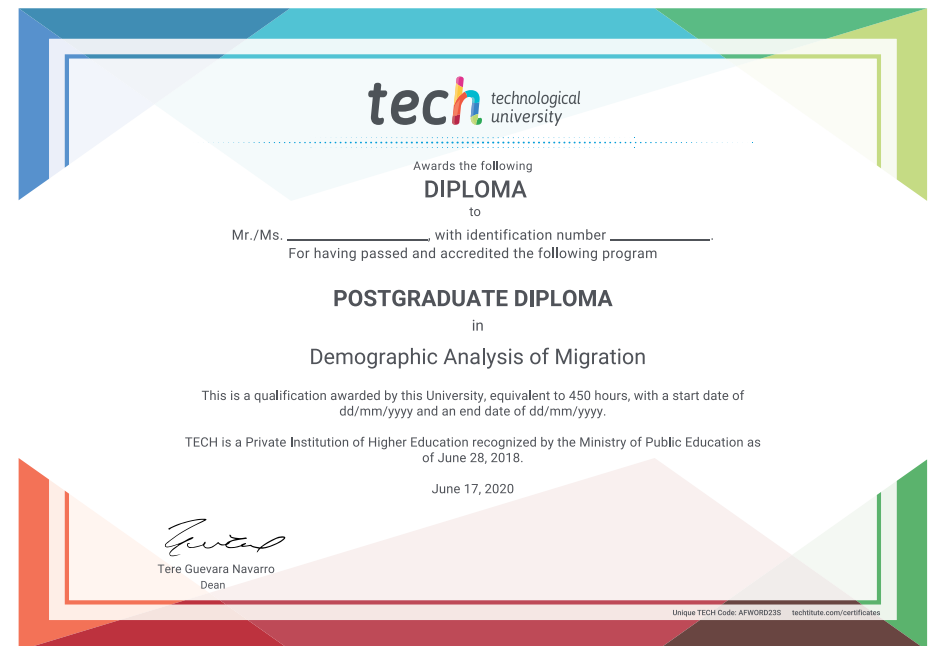 tech technological
university
Awards the following
DIPLOMA
to
Mr./Ms. ____________________, with identification number ______________.
For having passed and accredited the following program
POSTGRADUATE DIPLOMA
in
Demographic Analysis of Migration
This is a qualification awarded by this University, equivalent to 450 hours, with a start date of
dd/mm/yyyy and an end date of dd/mm/yyyy.
TECH is a Private Institution of Higher Education recognized by the Ministry of Public Education as
of June 28, 2018.
June 17, 2020
Tere Guevara Navarro
Dean
Unique TECH Code: AFWORD23S techtitute.com/certificates